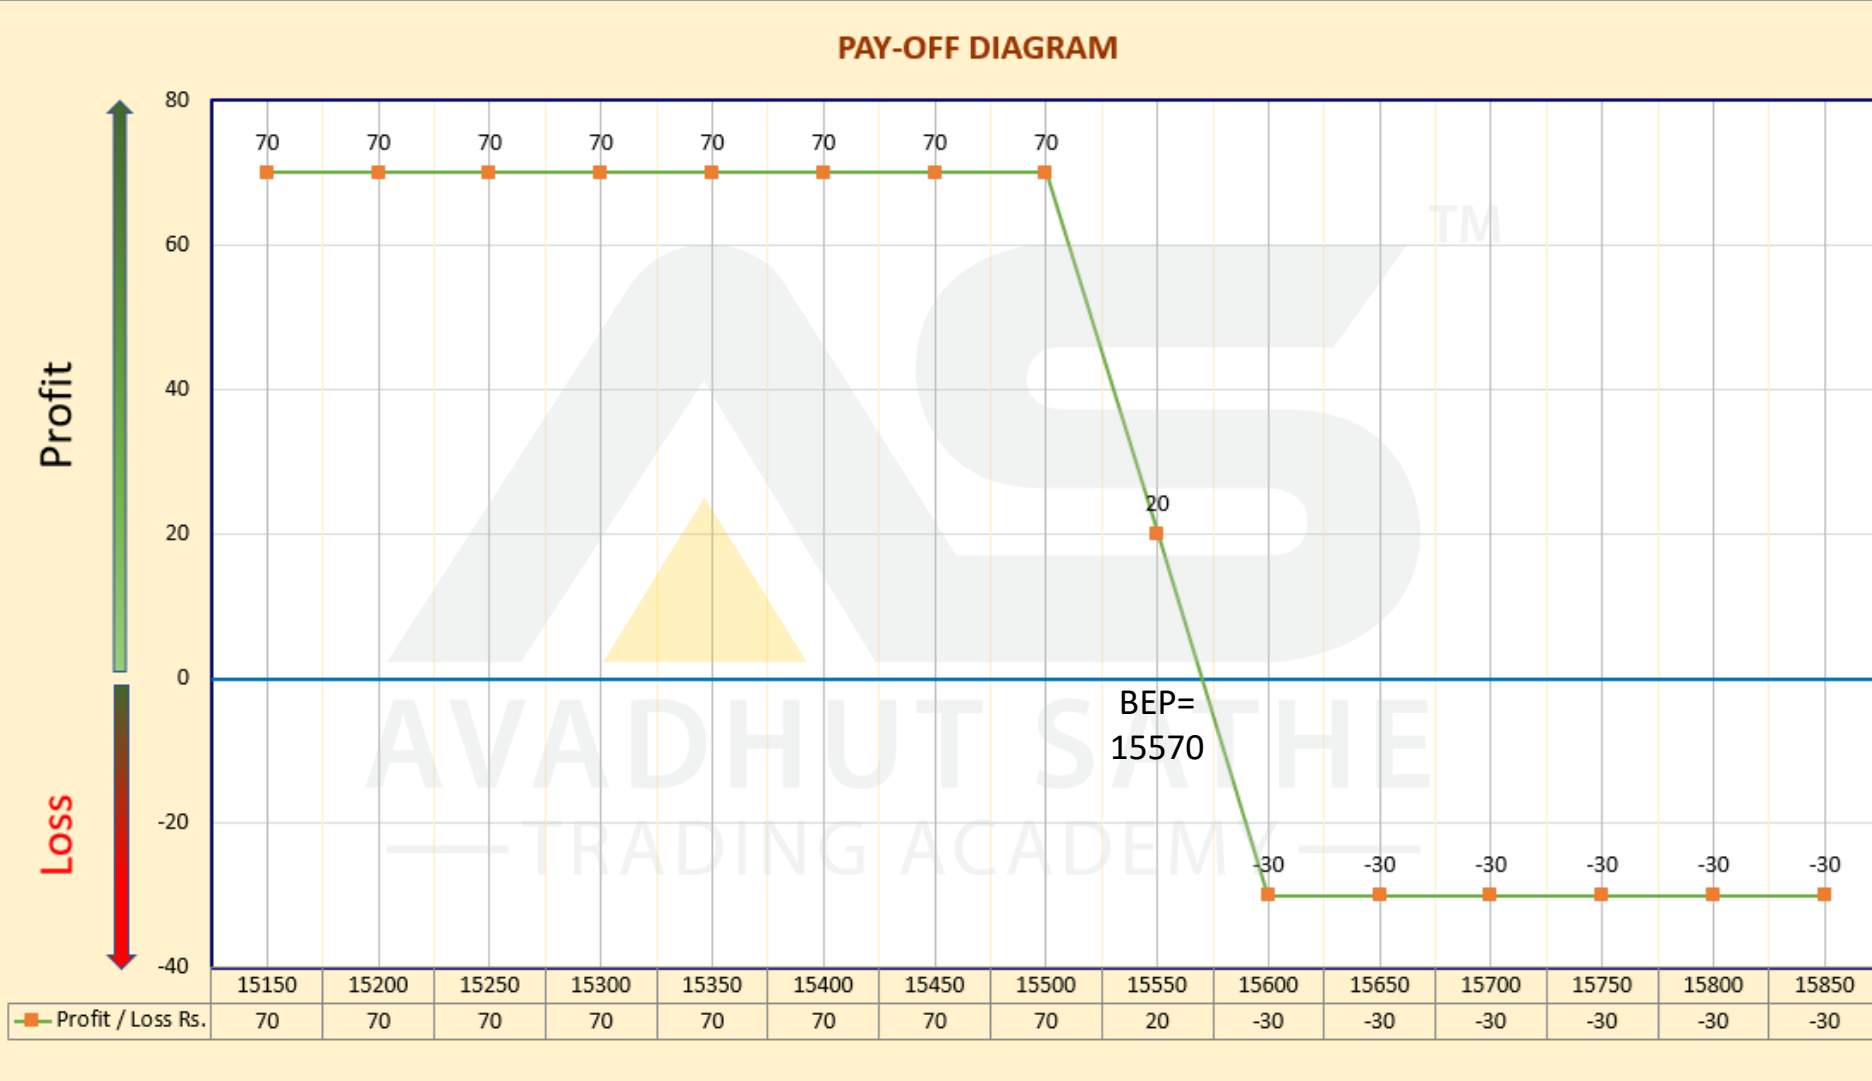 PAY-OFF DIAGRAM
80
70 70 70 70 70 70 70 70
TM
60
Profit
40
20
20
0
BEP=
15570
AVADHUT SATHE
-20
TRADING ACADEMY
Loss
-30 -30 -30 -30 -30 -30
-40
15150 15200 15250 15300 15350 15400 15450 15500 15550 15600 15650 15700 15750 15800 15850
Profit / Loss Rs. 70 70 70 70 70 70 70 70 20 -30 -30 -30 -30 -30 -30